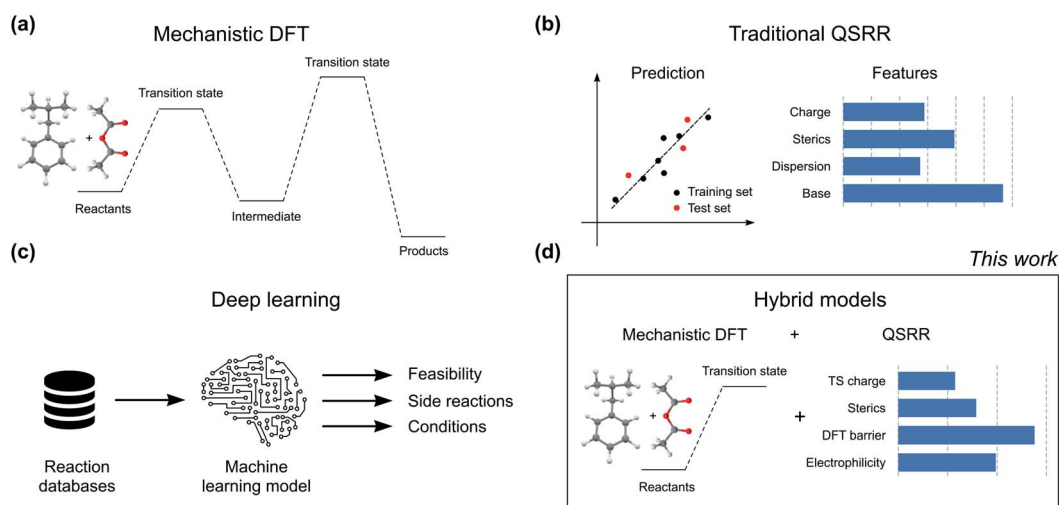 (a)
Mechanistic DFT
Transition state
Transition state
+
Reactants
Intermediate
Products
(b)
Traditional QSRR
Prediction
Training set
Test set
Features
Charge
Sterics
Dispersion
Base
(c)
Deep learning
Feasibility
Side reactions
Conditions
Reaction
databases
Machine
learning model
(d)
This work
Hybrid models
Mechanistic DFT + QSRR
Transition state
+
Reactants
+
TS charge
Sterics
DFT barrier
Electrophilicity